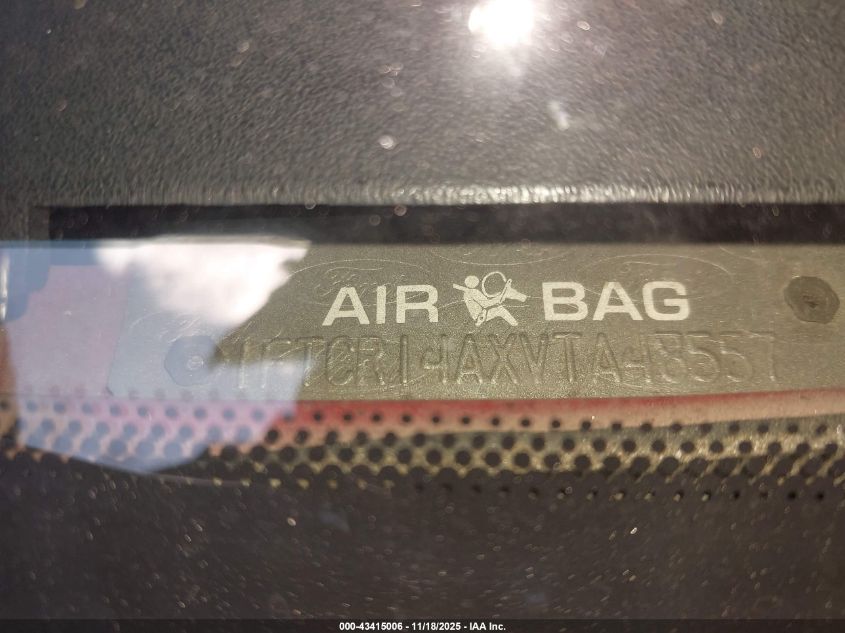 AIR BAG
1FTCR14AXVTA48557
000-43415006 - 11/18/2025 - IAA Inc.